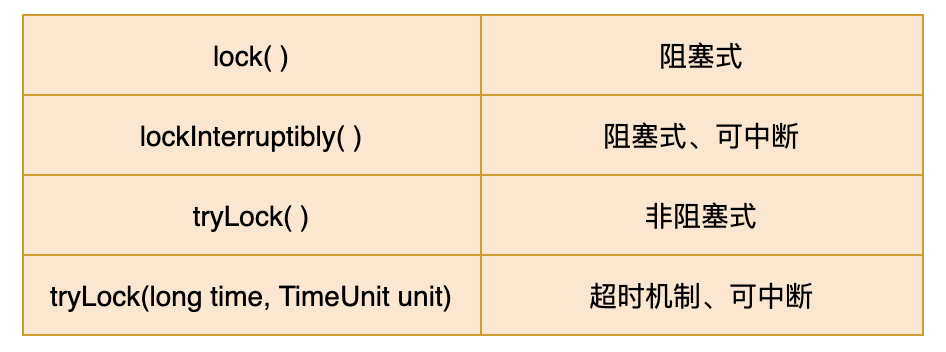 lock( )
阻塞式
lockInterruptibly( )
阻塞式、可中断
tryLock( )
非阻塞式
tryLock(long time, TimeUnit unit)
超时机制、可中断